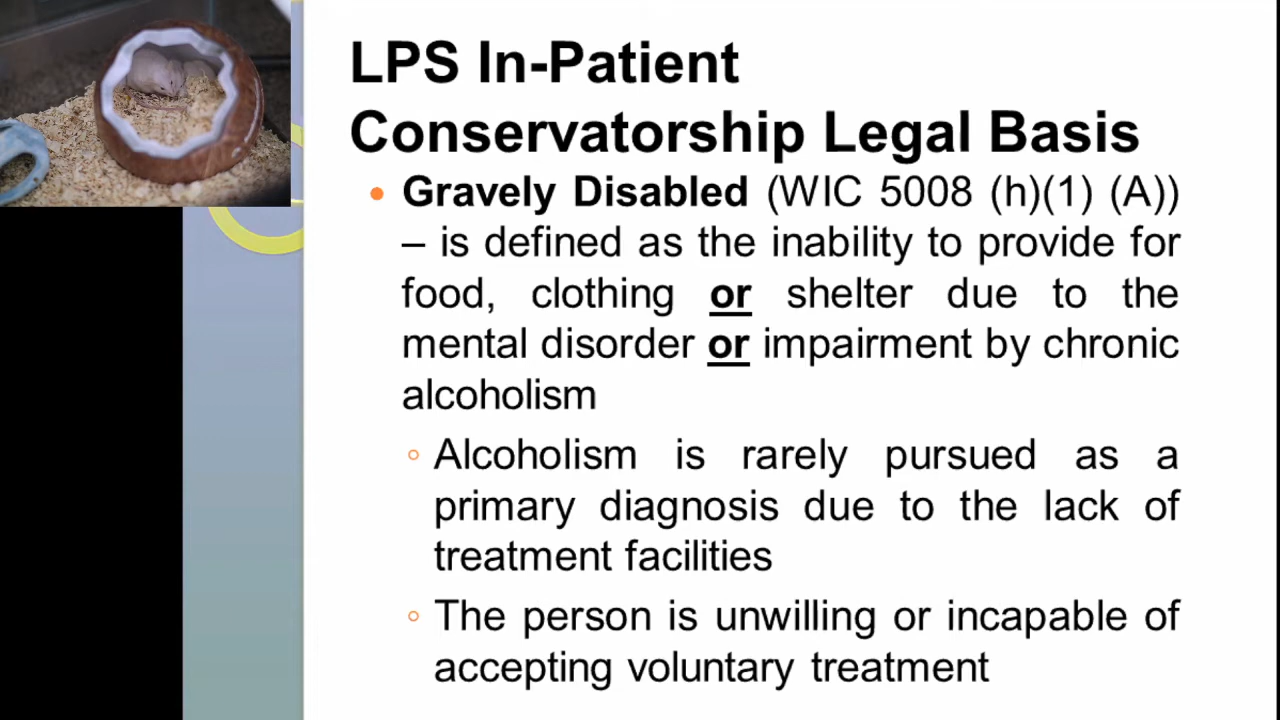 LPS In-Patient
Conservatorship Legal Basis
• Gravely Disabled (WIC 5008 (h)(1) (A))
– is defined as the inability to provide for
food, clothing or shelter due to the
mental disorder or impairment by chronic
alcoholism
◦ Alcoholism is rarely pursued as a
primary diagnosis due to the lack of
treatment facilities
◦ The person is unwilling or incapable of
accepting voluntary treatment